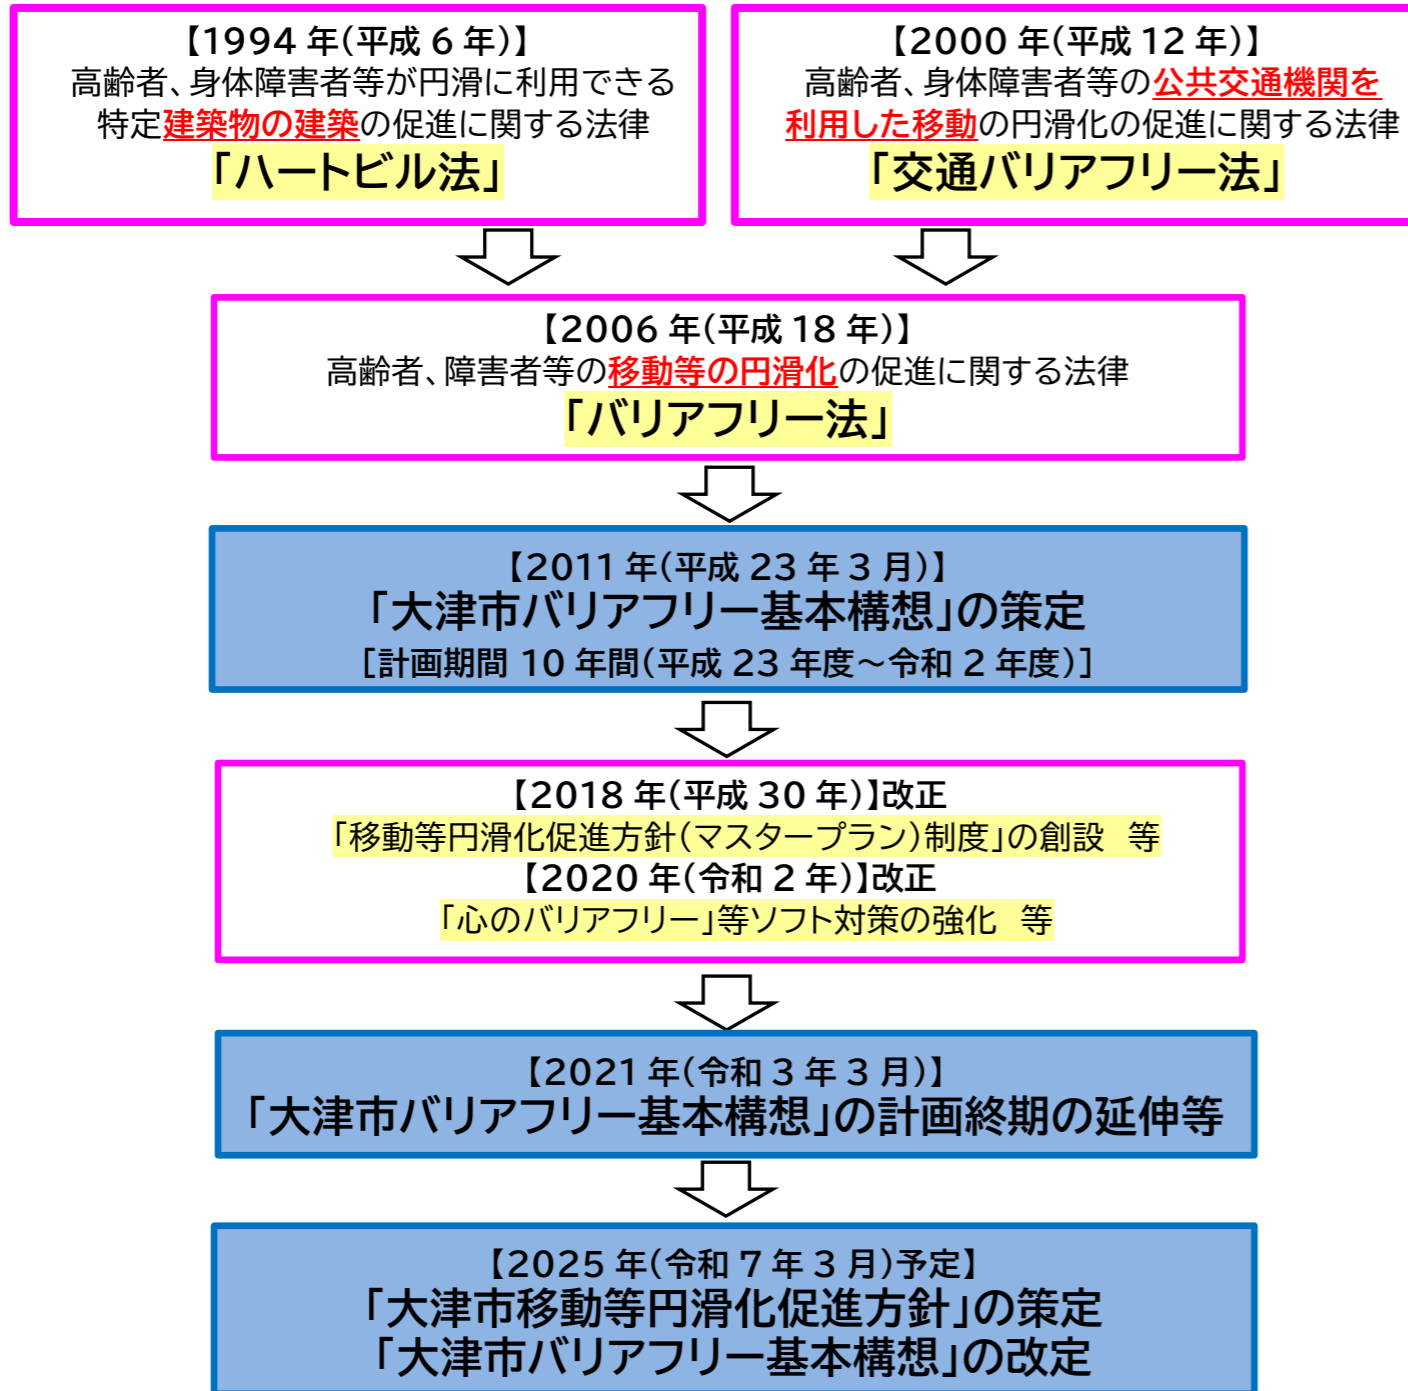 【1994年(平成6年)】
高齢者、身体障害者等が円滑に利用できる
特定建築物の建築の促進に関する法律
「ハートビル法」
【2000年(平成12年)】
高齢者、身体障害者等の公共交通機関を
利用した移動の円滑化の促進に関する法律
「交通バリアフリー法」
【2006年(平成18年)】
高齢者、障害者等の移動等の円滑化の促進に関する法律
「バリアフリー法」
【2011年(平成23年3月)】
「大津市バリアフリー基本構想」の策定
[計画期間 10年間(平成23年度～令和2年度)]
【2018年(平成30年)】改正
「移動等円滑化促進方針(マスタープラン)制度」の創設　等
【2020年(令和2年)】改正
「心のバリアフリー」等ソフト対策の強化　等
【2021年(令和3年3月)】
「大津市バリアフリー基本構想」の計画終期の延伸等
【2025年(令和7年3月)予定】
「大津市移動等円滑化促進方針」の策定
「大津市バリアフリー基本構想」の改定